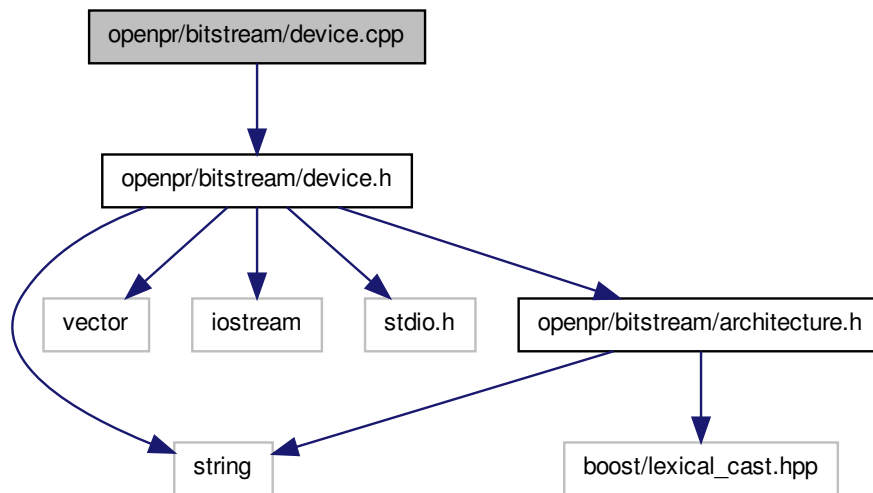 openpr/bitstream/device.cpp
openpr/bitstream/device.h
vector
iostream
stdio.h
openpr/bitstream/architecture.h
string
boost/lexical_cast.hpp